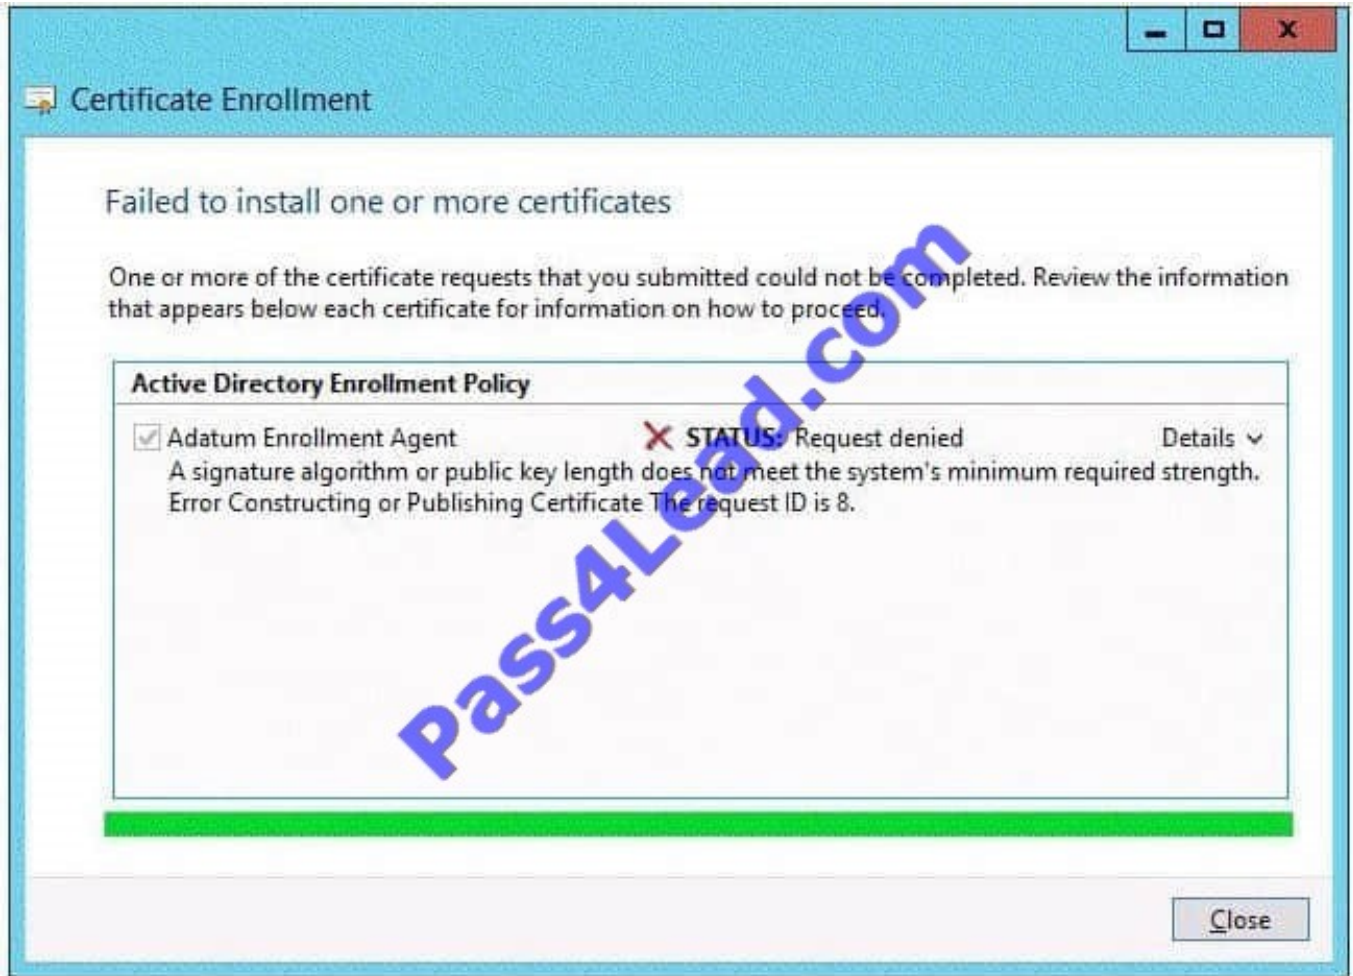 Certificate Enrollment
Failed to install one or more certificates
One or more of the certificate requests that you submitted could not be completed. Review the information
that appears below each certificate for information on how to proceed.
Active Directory Enrollment Policy
Adatum Enrollment Agent STATUS: Request denied Details
A signature algorithm or public key length does not meet the system's minimum required strength.
Error Constructing or Publishing Certificate The request ID is 8.
Pass4Lead.com
Close